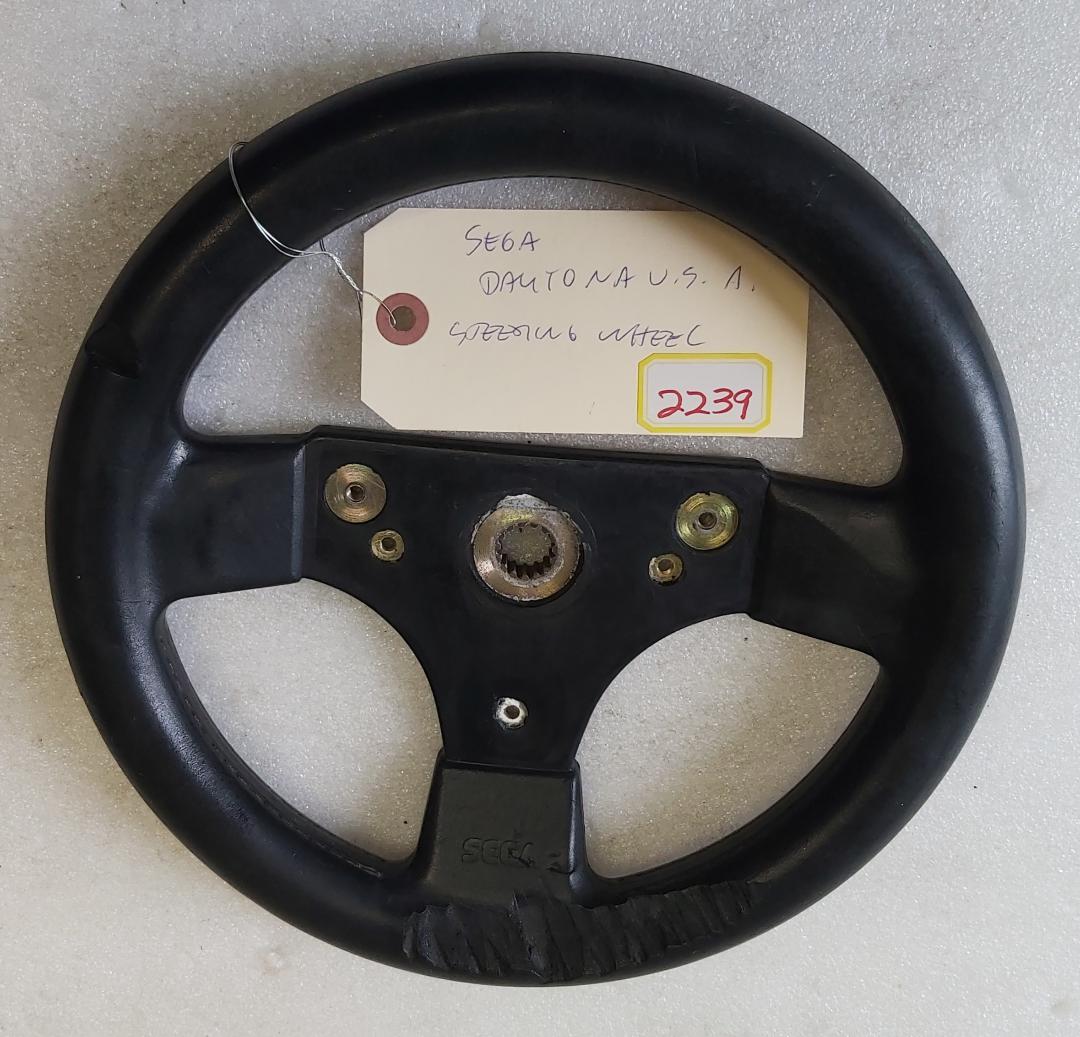 SEGA
DAYTONA U.S.A.
STEERING WHEEL
2239
SEGA